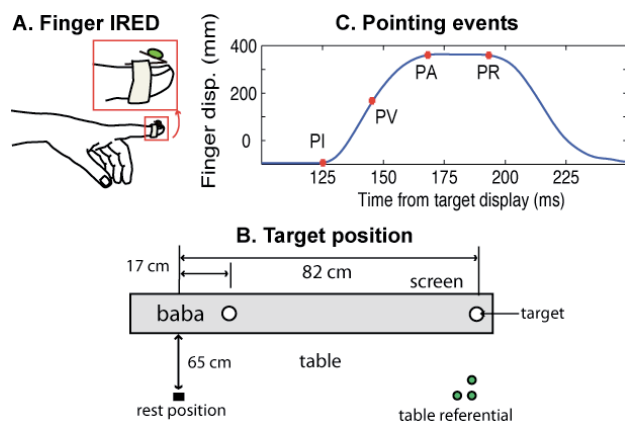 A. Finger IRED
C. Pointing events
Finger disp. (mm)
400
200
0
PI
PV
PA
PR
125
150
175
200
225
Time from target display (ms)
B. Target position
17 cm
82 cm
screen
baba
target
65 cm
table
rest position
table referential